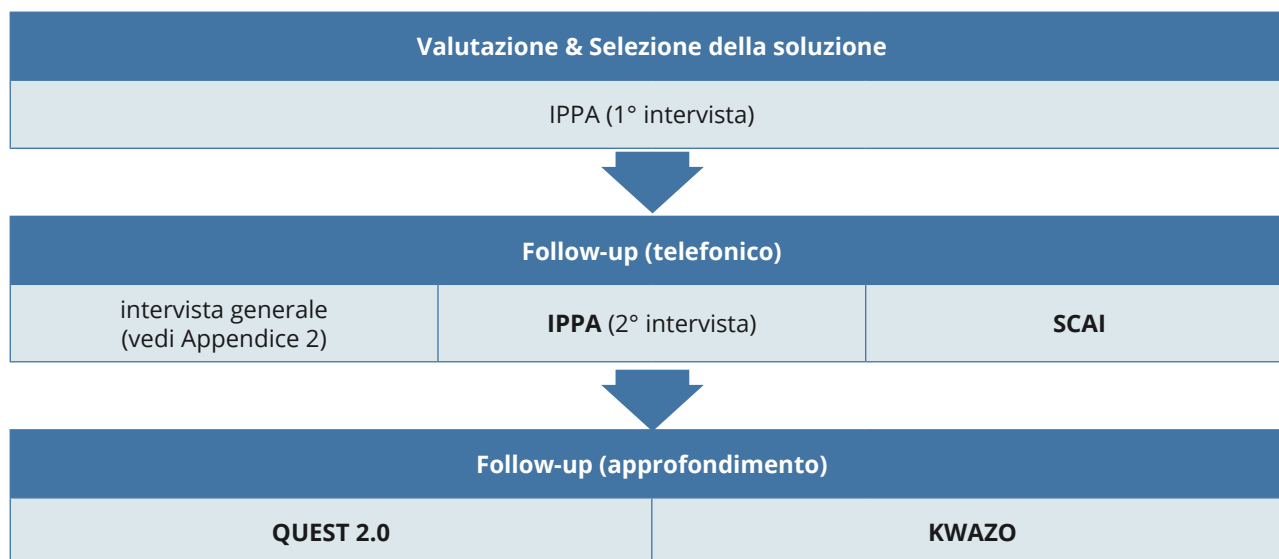 Valutazione & Selezione della soluzione
IPPA (1° intervista)
Follow-up (telefonico)
intervista generale
(vedi Appendice 2)
IPPA (2° intervista)
SCAI
Follow-up (approfondimento)
QUEST 2.0
KWAZO